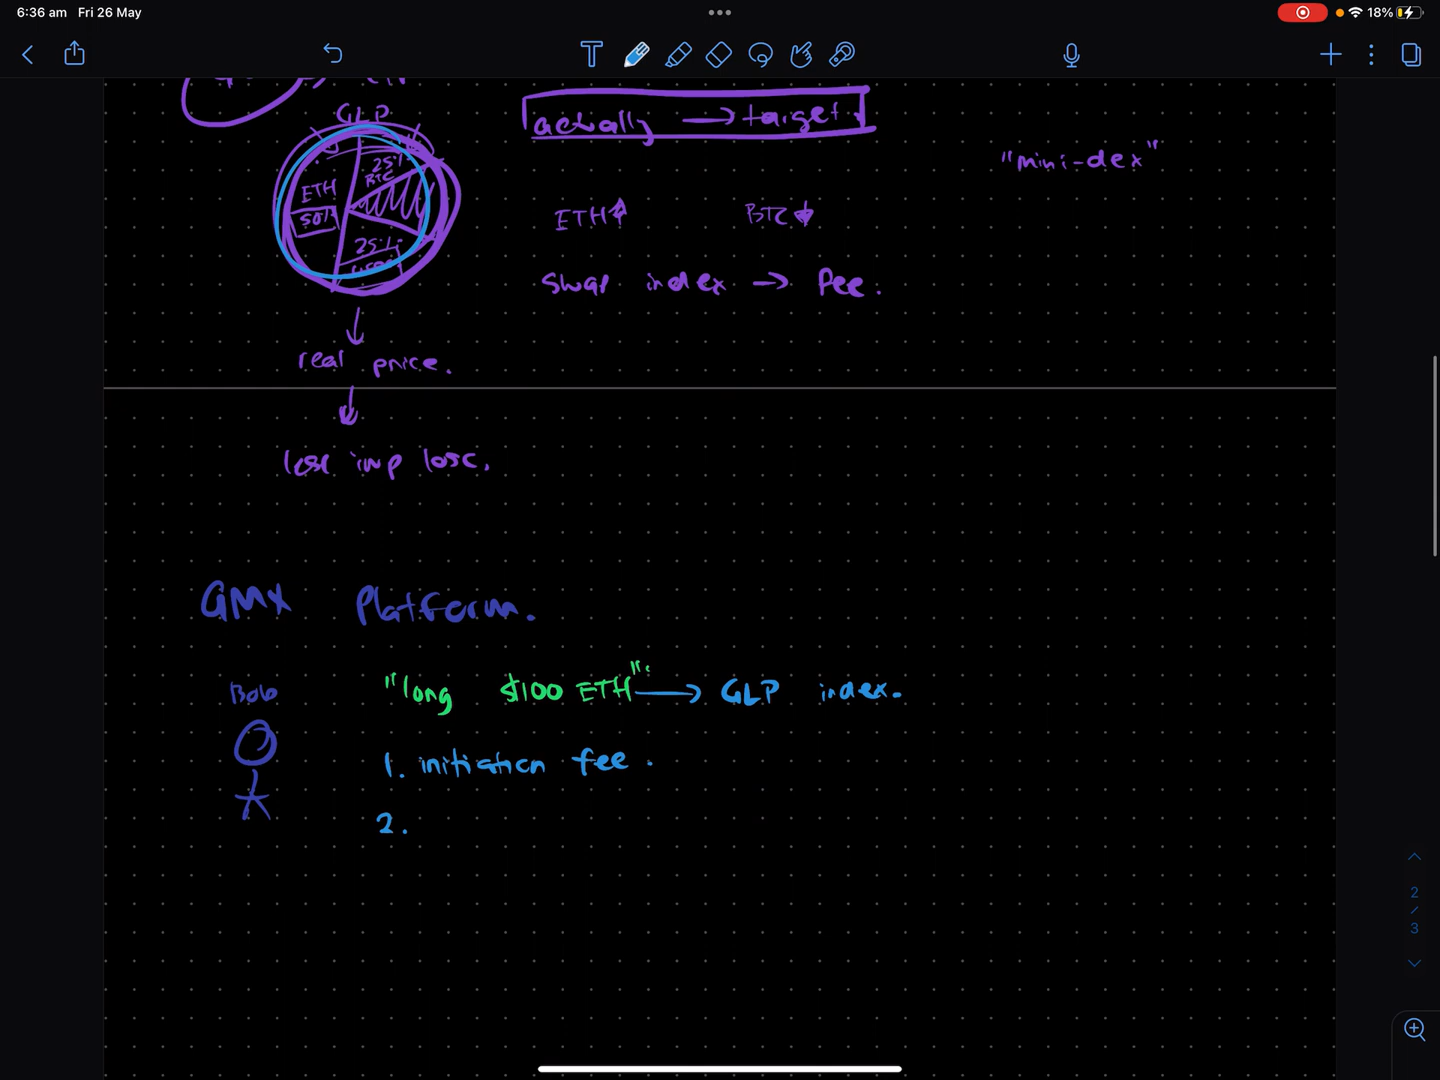 6:36 am Fri 26 May
18%
GLP
actually → target.
"mini-dex"
25%
BTC
ETH
50%
25%
ETH↑ BTC↓
Swap index → fee.
real price.
less imp loss.
GMX Platform.
Bob
"long $100 ETH". → GLP index.
1. initiation fee.
2.
2
/
3